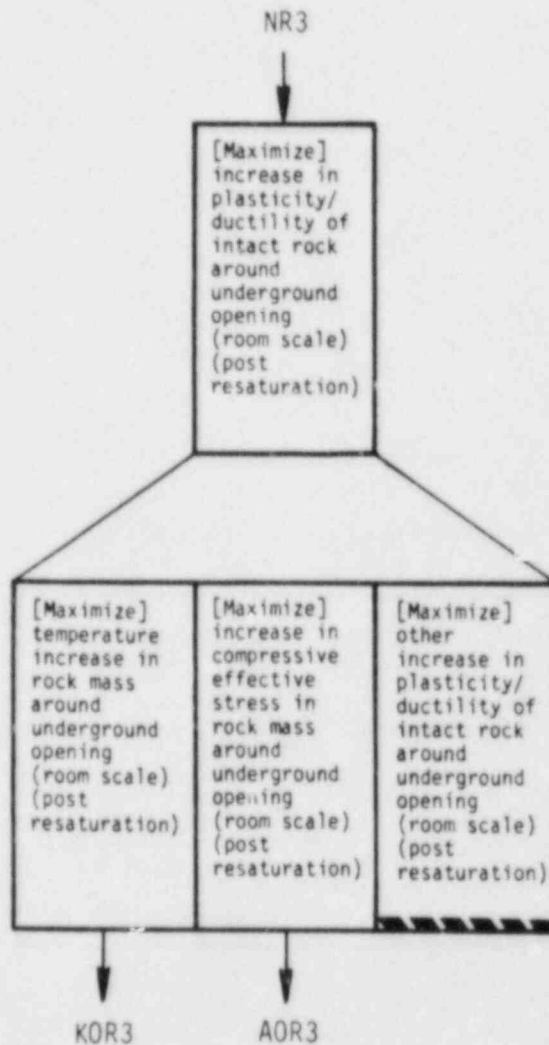 NR3
[Maximize]
increase in
plasticity/
ductility of
intact rock
around
underground
opening
(room scale)
(post
resaturation)
[Maximize]
temperature
increase in
rock mass
around
underground
opening
(room scale)
(post
resaturation)
[Maximize]
increase in
compressive
effective
stress in
rock mass
around
underground
opening
(room scale)
(post
resaturation)
[Maximize]
other
increase in
plasticity/
ductility of
intact rock
around
underground
opening
(room scale)
(post
resaturation)
KOR3
AOR3